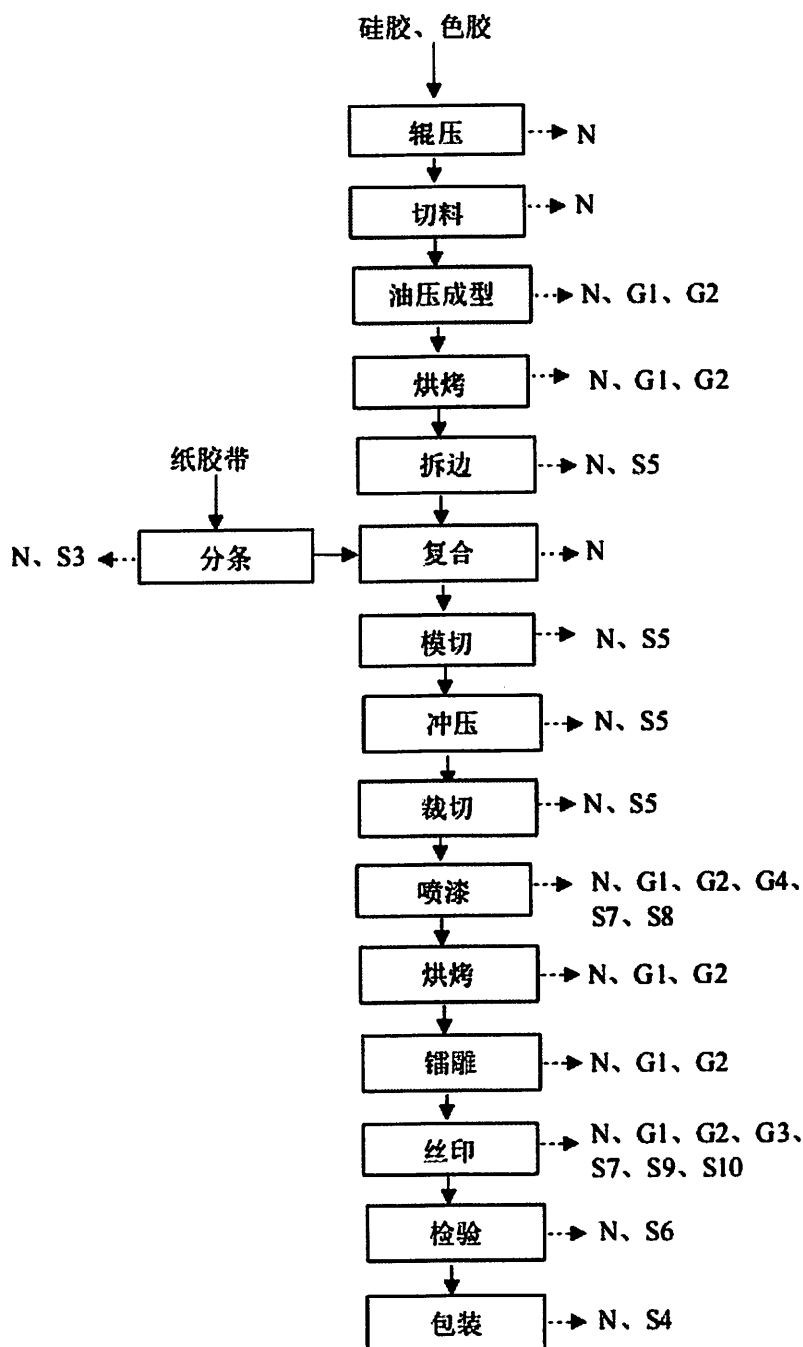 硅胶、色胶
辊压
N
切料
N
油压成型
N、G1、G2
烘烤
N、G1、G2
拆边
N、S5
纸胶带
N、S3
分条
复合
N
模切
N、S5
冲压
N、S5
裁切
N、S5
喷漆
N、G1、G2、G4、
S7、S8
烘烤
N、G1、G2
镭雕
N、G1、G2
丝印
N、G1、G2、G3、
S7、S9、S10
检验
N、S6
包装
N、S4